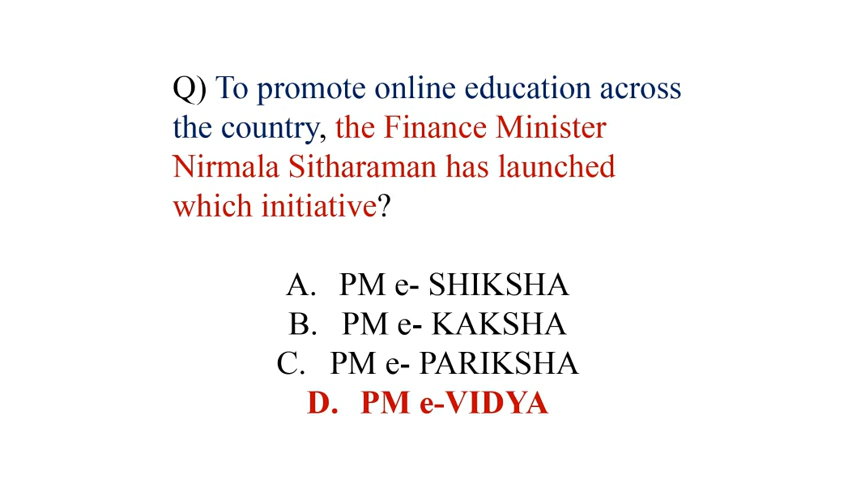 Q) To promote online education across
the country, the Finance Minister
Nirmala Sitharaman has launched
which initiative?
A. PM e- SHIKSHA
B. PM e- KAKSHA
C. PM e- PARIKSHA
D. PM e-VIDYA